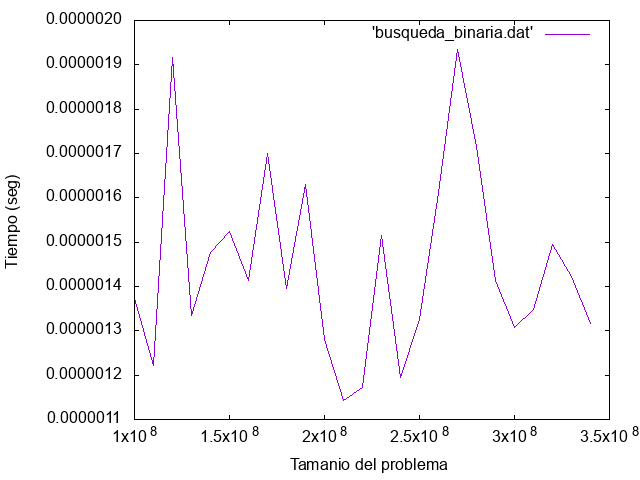 0.0000020
'busqueda_binaria.dat'
0.0000019
0.0000018
0.0000017
0.0000016
0.0000015
0.0000014
0.0000013
0.0000012
0.0000011
Tiempo (seg)
1x10^8 1.5x10^8 2x10^8 2.5x10^8 3x10^8 3.5x10^8
Tamanio del problema